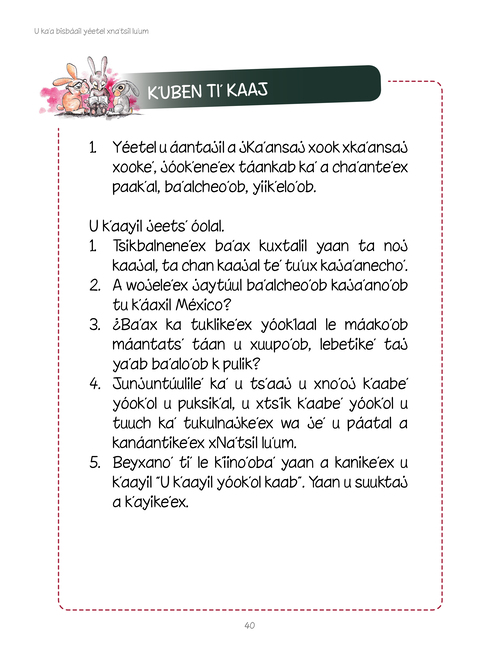 U ka'a bisbáail yéetel xna'tsil lu'um
K'UBEN TI' KAAJ
1. Yéetel u áantajil a jKa'ansaj xook xka'ansaj
xooke', jóok'ene'ex táankab ka' a cha'ante'ex
paak'al, ba'alcheo'ob, yiik'elo'ob.
U k'aayil jeets' óolal.
1. Tsikbalnene'ex ba'ax kuxtalil yaan ta noj
kaajal, ta chan kaajal te' tu'ux kaja'anecho'.
2. A wojele'ex jaytúul ba'alcheo'ob kaja'ano'ob
tu k'áaxil México?
3. ¿Ba'ax ka tuklike'ex yóok1aal le máako'ob
máantats' táan u xuupo'ob, lebetike' taj
ya'ab ba'alo'ob k pulik?
4. Junjuntúulile' ka' u ts'aaj u xno'oj k'aabe'
yóok'ol u puksik'al, u xts'ik k'aabe' yóok'ol u
tuuch ka' tukulnajke'ex wa je' u páatal a
kanáantike'ex xNa'tsil lu'um.
5. Beyxano' ti' le k'iino'oba' yaan a kanike'ex u
k'aayil "U k'aayil yóok'ol kaab". Yaan u suuktaj
a k'ayike'ex.
40